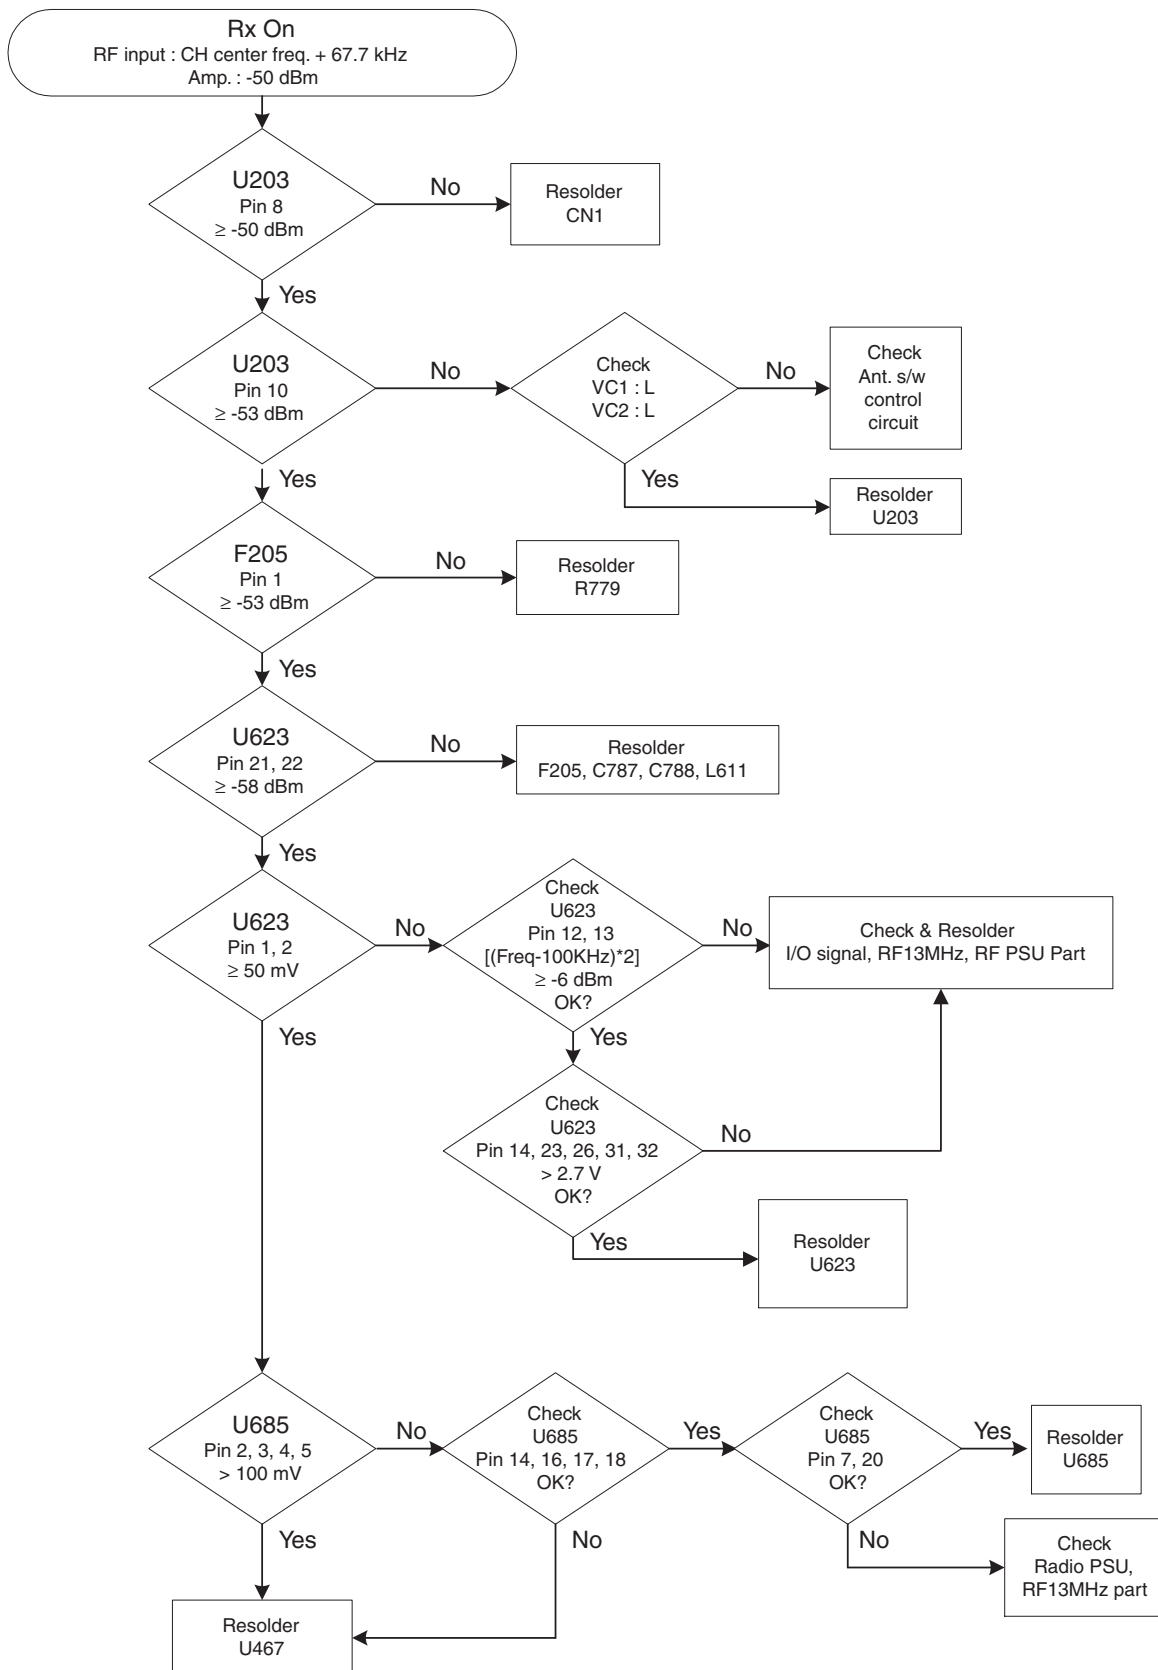 Rx On
RF input : CH center freq. + 67.7 kHz
Amp. : -50 dBm
U203
Pin 8
≥ -50 dBm
No
Resolder
CN1
Yes
U203
Pin 10
≥ -53 dBm
No
Check
VC1 : L
VC2 : L
No
Check
Ant. s/w
control
circuit
Yes
Yes
Resolder
U203
F205
Pin 1
≥ -53 dBm
No
Resolder
R779
Yes
U623
Pin 21, 22
≥ -58 dBm
No
Resolder
F205, C787, C788, L611
Yes
U623
Pin 1, 2
≥ 50 mV
No
Check
U623
Pin 12, 13
[(Freq-100KHz)*2]
≥ -6 dBm
OK?
No
Check & Resolder
I/O signal, RF13MHz, RF PSU Part
Yes
Yes
Check
U623
Pin 14, 23, 26, 31, 32
> 2.7 V
OK?
No
Yes
Resolder
U623
U685
Pin 2, 3, 4, 5
> 100 mV
No
Check
U685
Pin 14, 16, 17, 18
OK?
Yes
Check
U685
Pin 7, 20
OK?
Yes
Resolder
U685
Yes
No
No
Check
Radio PSU,
RF13MHz part
Resolder
U467